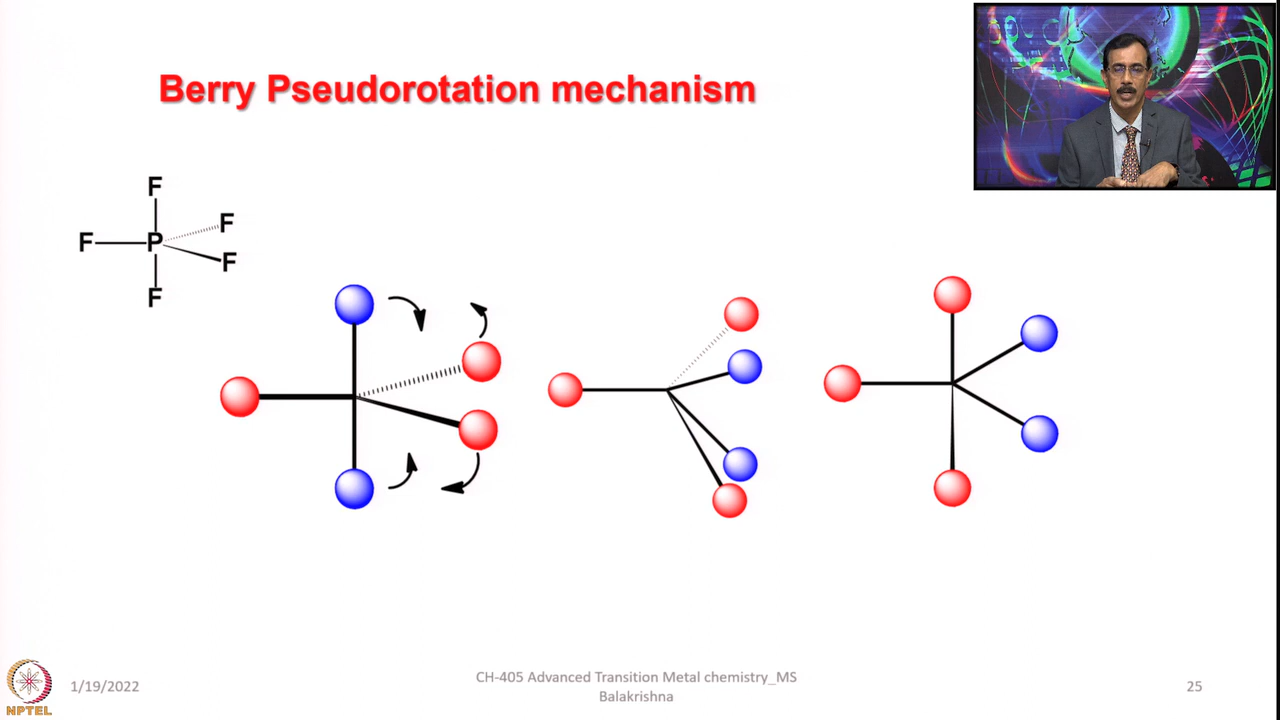 Berry Pseudorotation mechanism
F
F
F P
F
F
1/19/2022
CH-405 Advanced Transition Metal chemistry_MS
Balakrishna
25
NPTEL